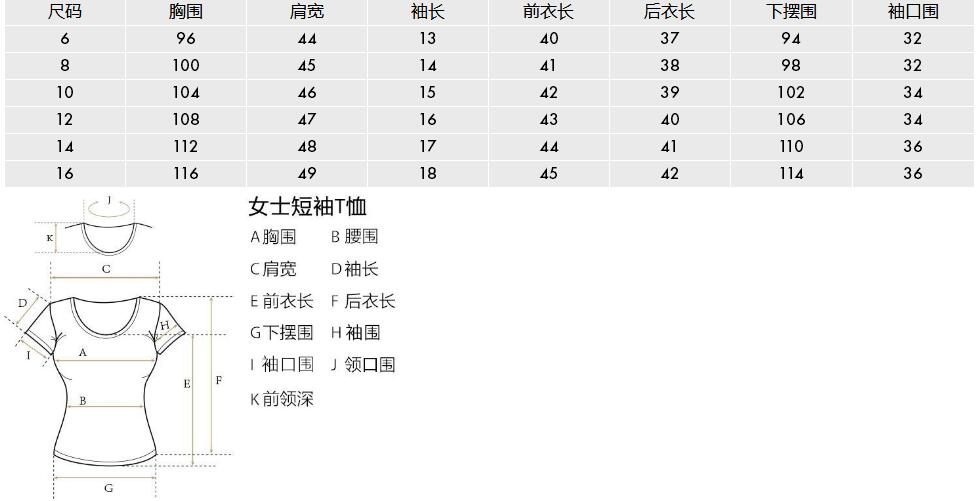 尺码 胸围 肩宽 袖长 前衣长 后衣长 下摆围 袖口围
6 96 44 13 40 37 94 32
8 100 45 14 41 38 98 32
10 104 46 15 42 39 102 34
12 108 47 16 43 40 106 34
14 112 48 17 44 41 110 36
16 116 49 18 45 42 114 36
女士短袖T恤
A 胸围 B 腰围
C 肩宽 D 袖长
E 前衣长 F 后衣长
G 下摆围 H 袖围
I 袖口围 J 领口围
K 前领深
J
K
C
D
H
I
A
E
F
B
G